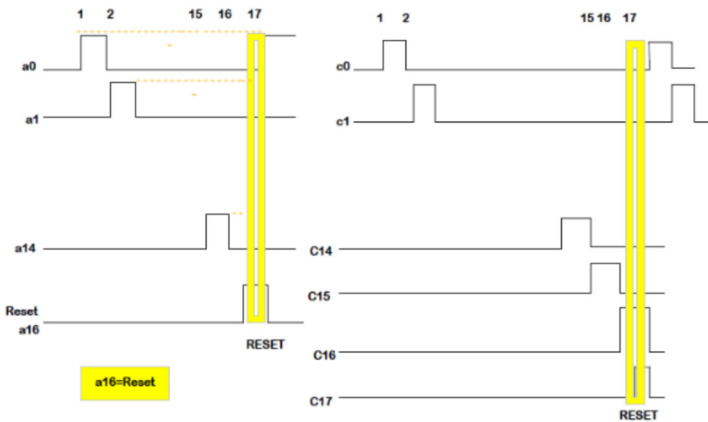 1 2 15 16 17
a0
a1
a14
Reset
a16
RESET
a16=Reset
1 2 15 16 17
c0
c1
C14
C15
C16
C17
RESET